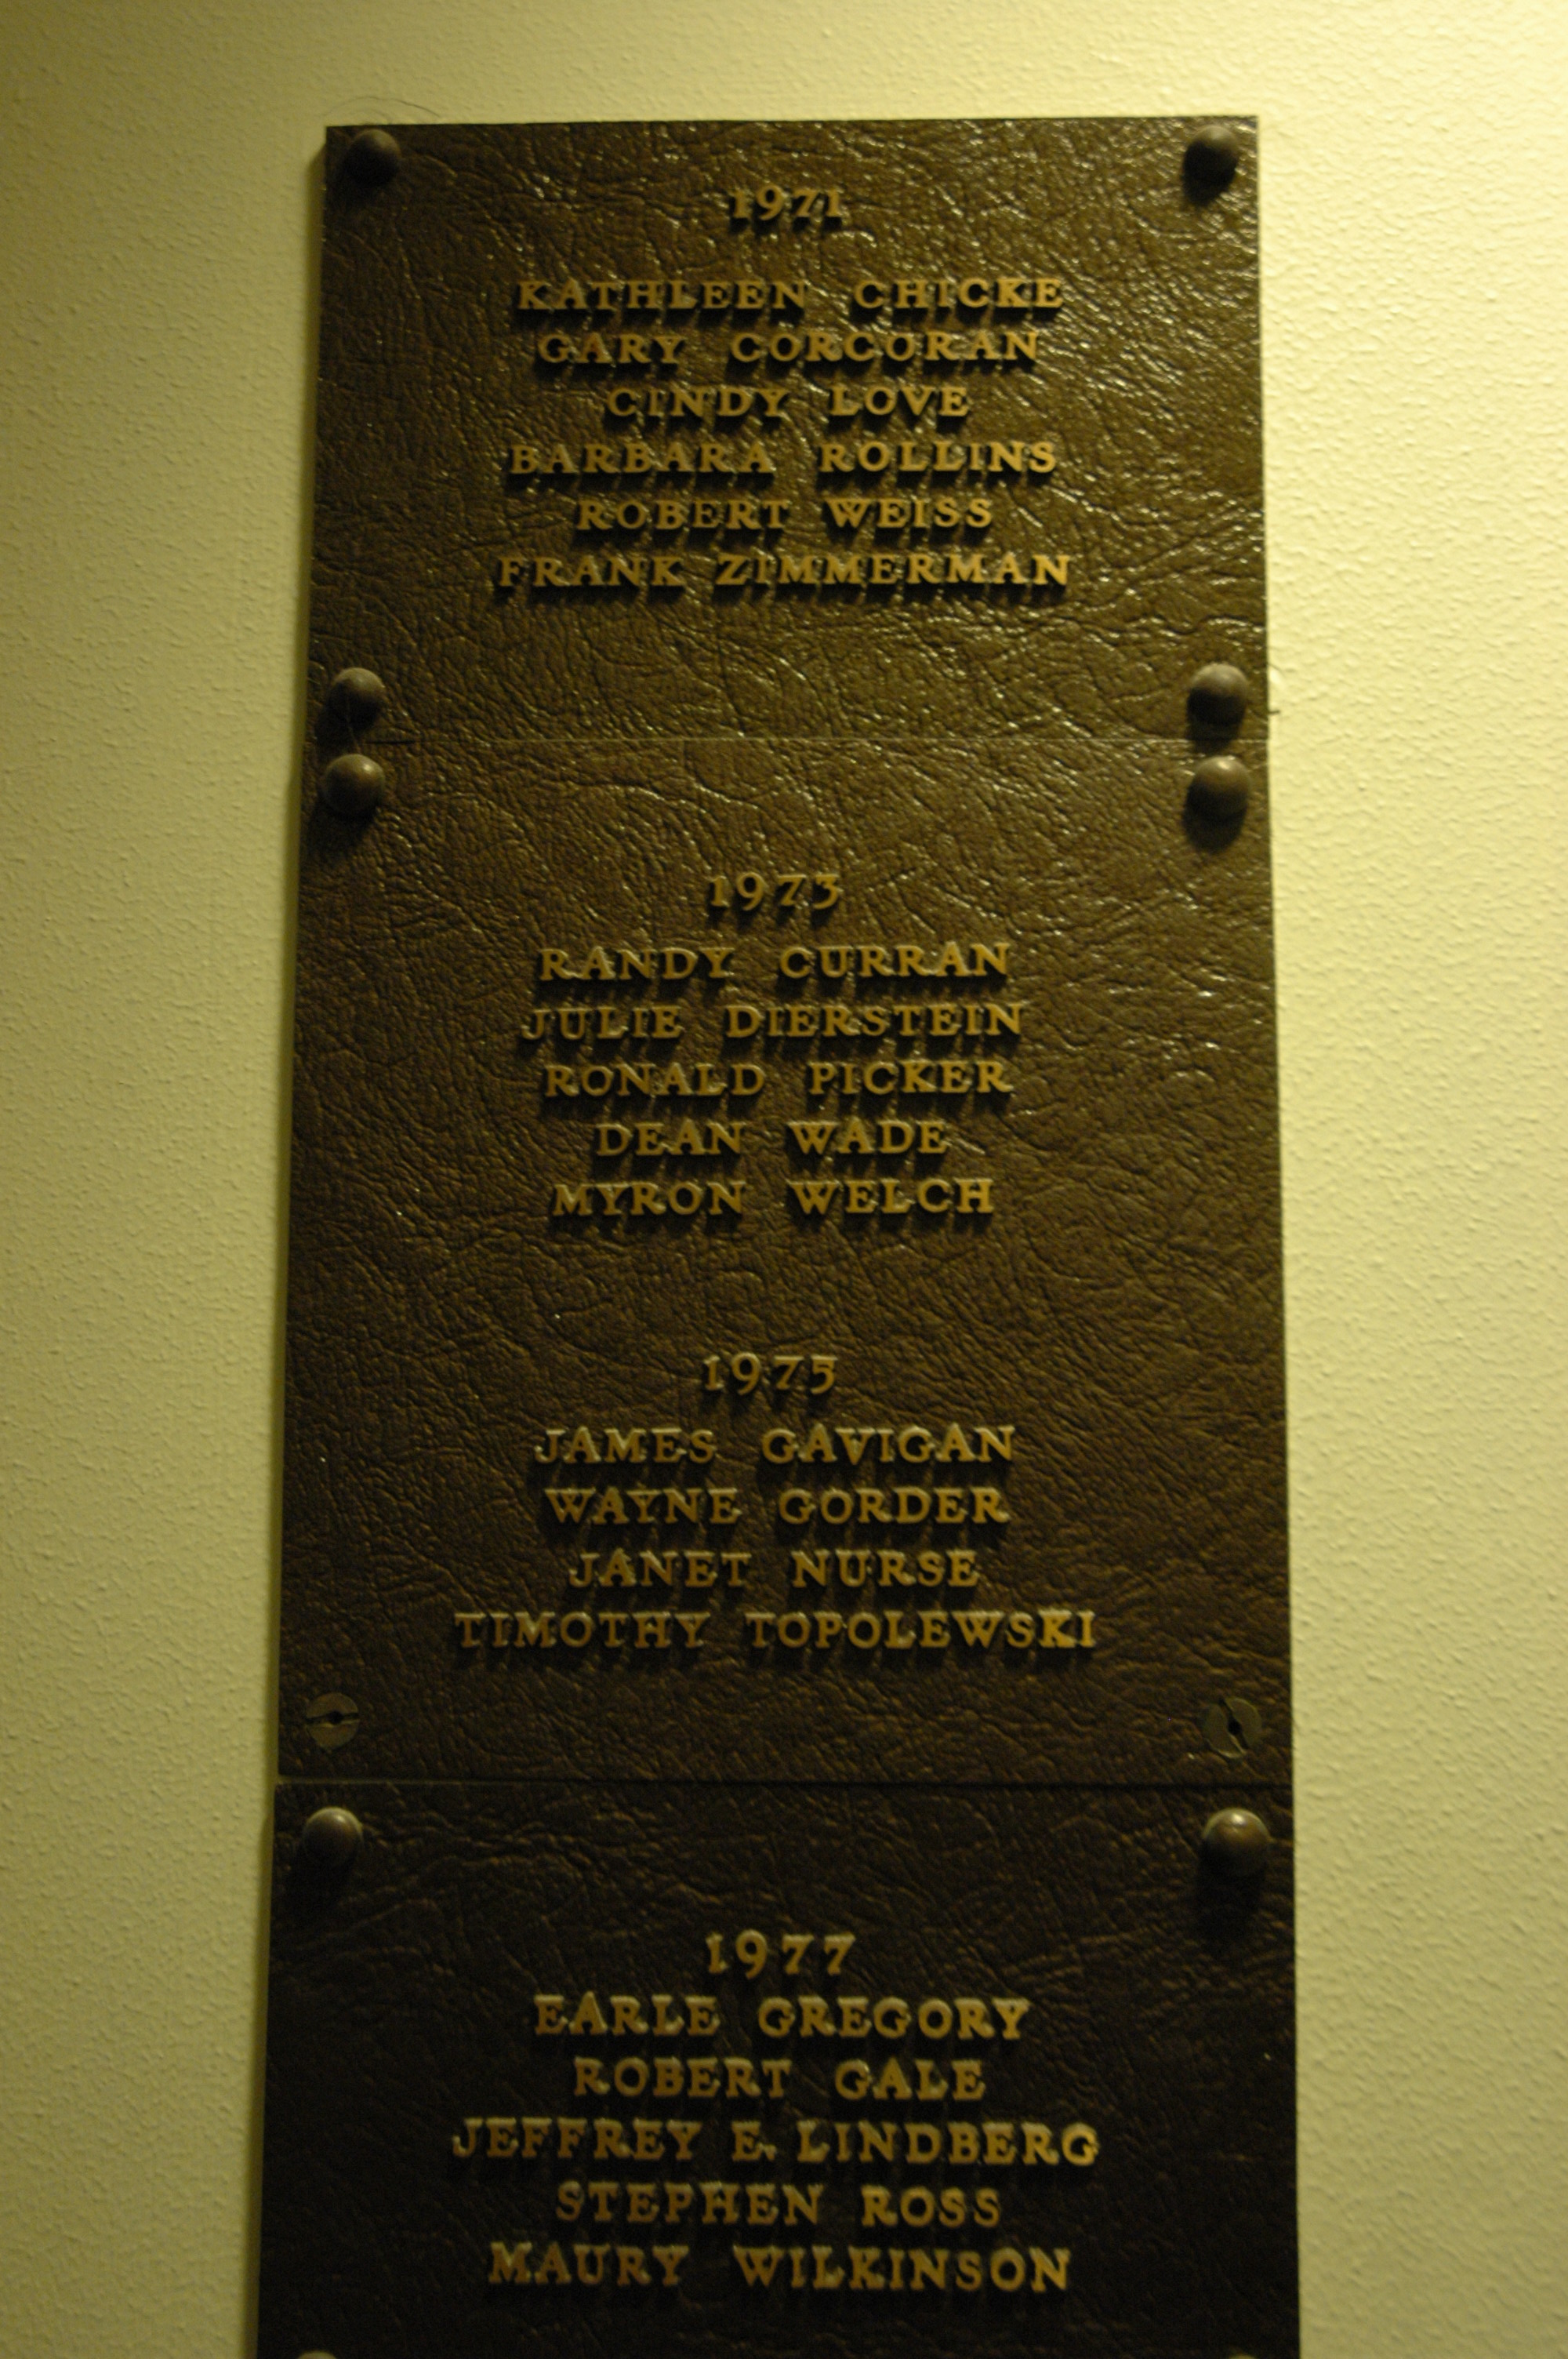 1971
KATHLEEN CHICKE
GARY CORCORAN
CINDY LOVE
BARBARA ROLLINS
ROBERT WEISS
FRANK ZIMMERMAN
1973
RANDY CURRAN
JULIE DIERSTEIN
RONALD PICKER
DEAN WADE
MYRON WELCH
1975
JAMES GAVIGAN
WAYNE GORDER
JANET NURSE
TIMOTHY TOPOLEWSKI
1977
EARLE GREGORY
ROBERT GALE
JEFFREY E. LINDBERG
STEPHEN ROSS
MAURY WILKINSON